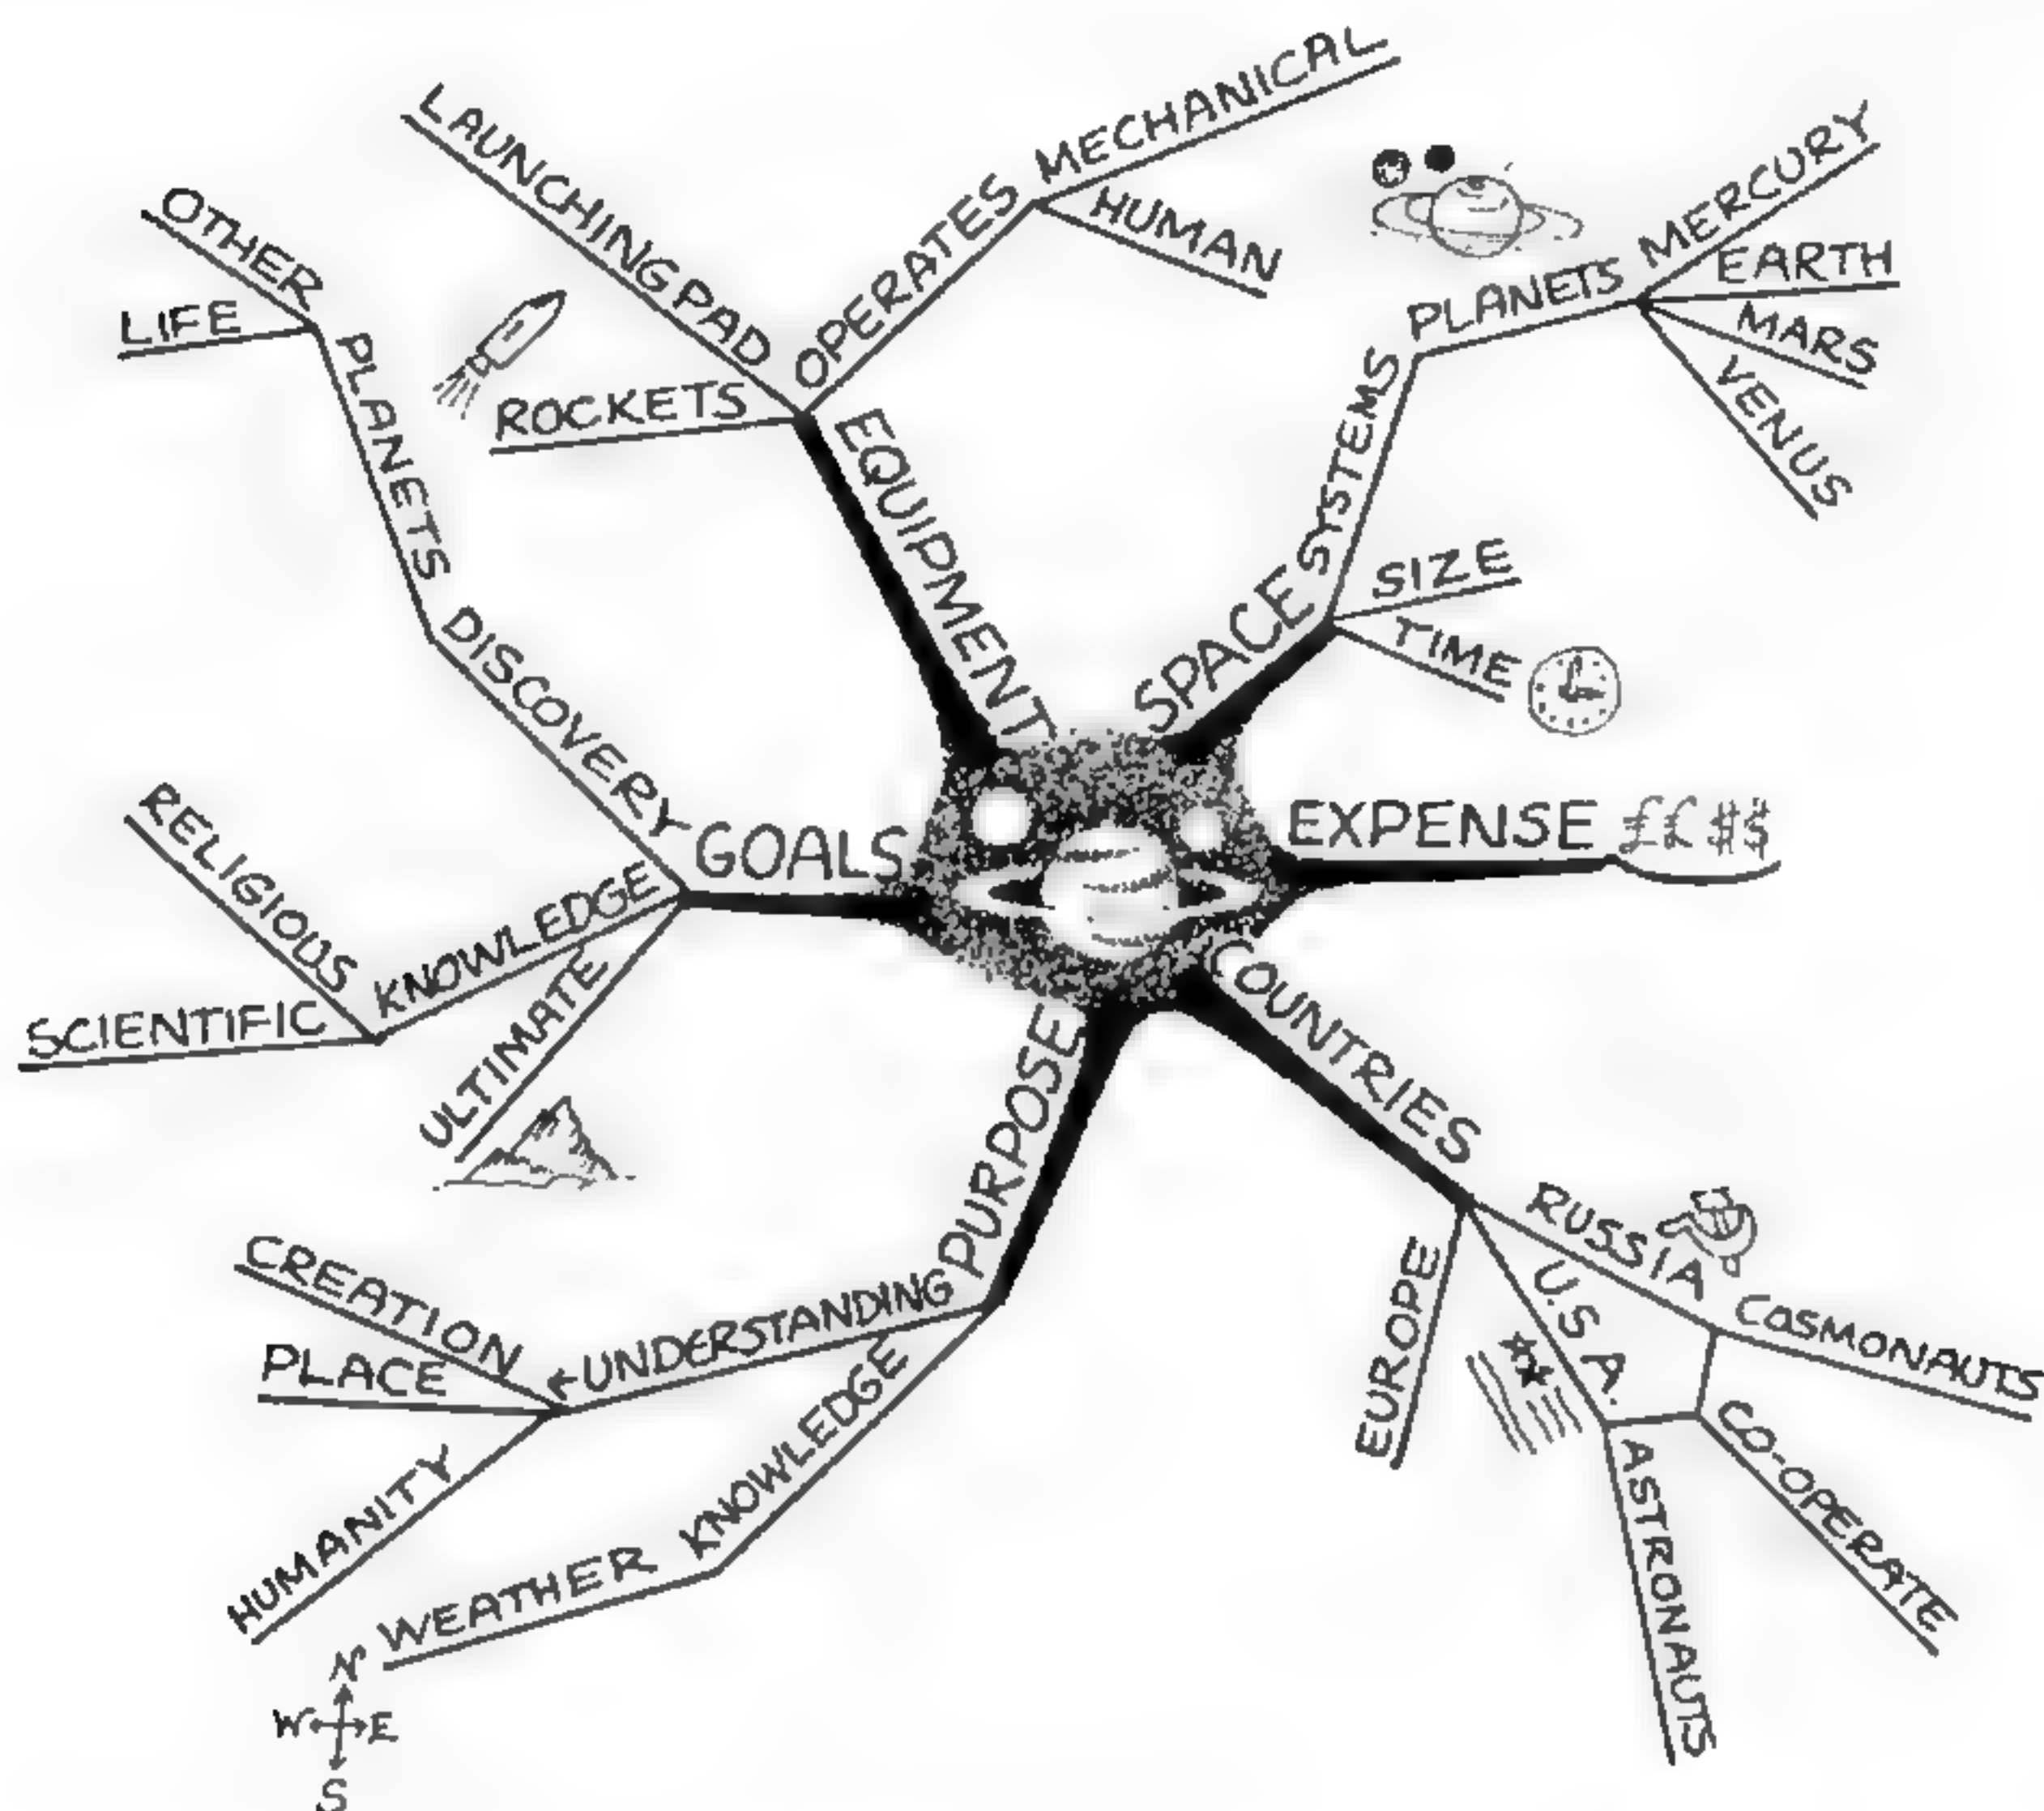 LAUNCHING PAD
OPERATES
MECHANICAL
HUMAN
ROCKETS
EQUIPMENT
SPACE
SYSTEMS
PLANETS
MERCURY
EARTH
MARS
VENUS
SIZE
TIME
EXPENSE ££ $$
COUNTRIES
RUSSIA
COSMONAUTS
U.S.A.
CO-OPERATE
ASTRONAUTS
EUROPE
PURPOSE
UNDERSTANDING
CREATION
PLACE
HUMANITY
KNOWLEDGE
WEATHER
N
W E
S
GOALS
DISCOVERY
PLANETS
OTHER
LIFE
KNOWLEDGE
RELIGIOUS
SCIENTIFIC
ULTIMATE